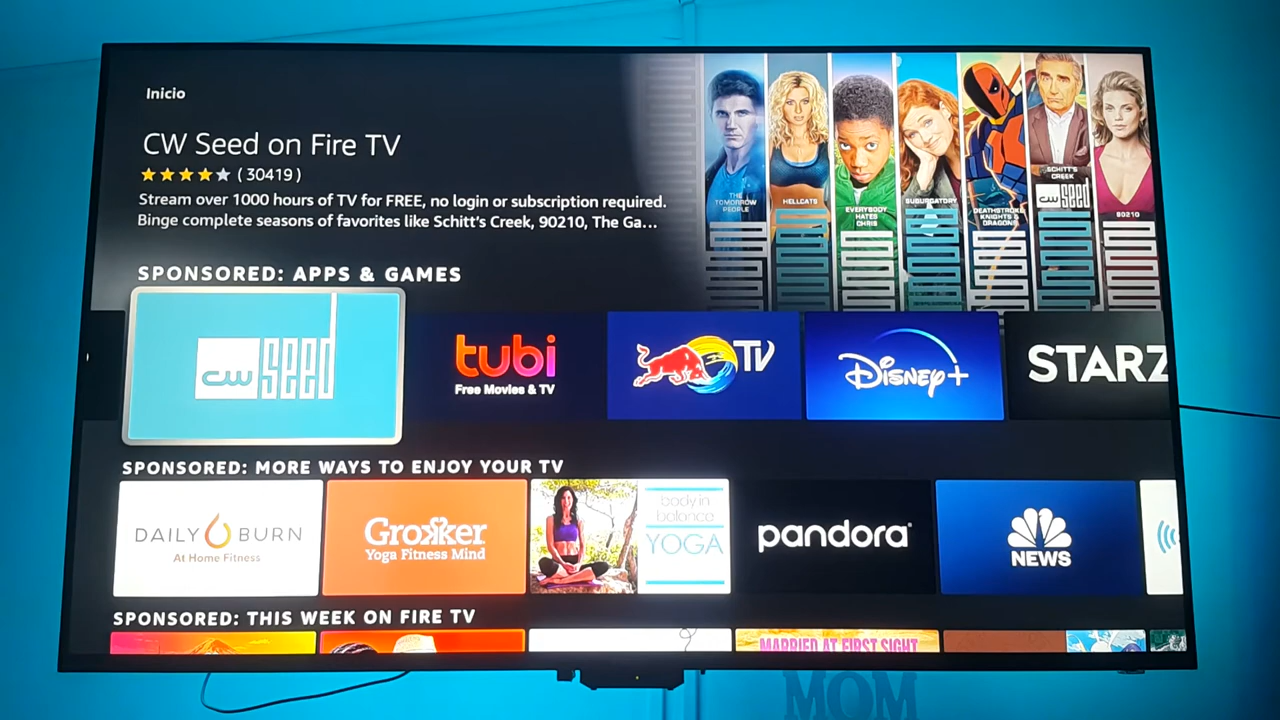 Inicio
CW Seed on Fire TV
(30419)
Stream over 1000 hours of TV for FREE, no login or subscription required.
Binge complete seasons of favorites like Schitt's Creek, 90210, The Ga...
THE TOMORROW PEOPLE
HELLCATS
EVERYBODY HATES CHRIS
SUBURGATORY
DEATHSTROKE KNIGHTS & DRAGONS
SCHITT'S CREEK
CW seed
90210
SPONSORED: APPS & GAMES
CW SEED
tubi
Free Movies & TV
TV
Disney+
STARZ
SPONSORED: MORE WAYS TO ENJOY YOUR TV
DAILY BURN
At Home Fitness
Grokker
Yoga Fitness Mind
body in
balance
YOGA
pandora
NBC NEWS
SPONSORED: THIS WEEK ON FIRE TV
MARRIED AT FIRST SIGHT
MOM